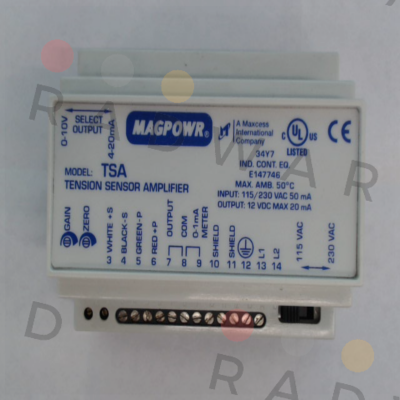 0-10V
SELECT
OUTPUT
4-20mA
MAGPOWR®
A Maxcess
International
Company
C UL US
LISTED
CE
34Y7
IND. CONT. EQ.
E147746
MAX. AMB. 50°C
INPUT: 115/230 VAC 50 mA
OUTPUT: 12 VDC MAX 20 mA
MODEL: TSA
TENSION SENSOR AMPLIFIER
GAIN
ZERO
WHITE +S
BLACK-S
GREEN-P
RED +P
OUTPUT
COM
0-1mA
METER
SHIELD
SHIELD
L1
L2
3 4 5 6 7 8 9 10 11 12 13 14
115 VAC
230 VAC
RADWAR
D RADWAR